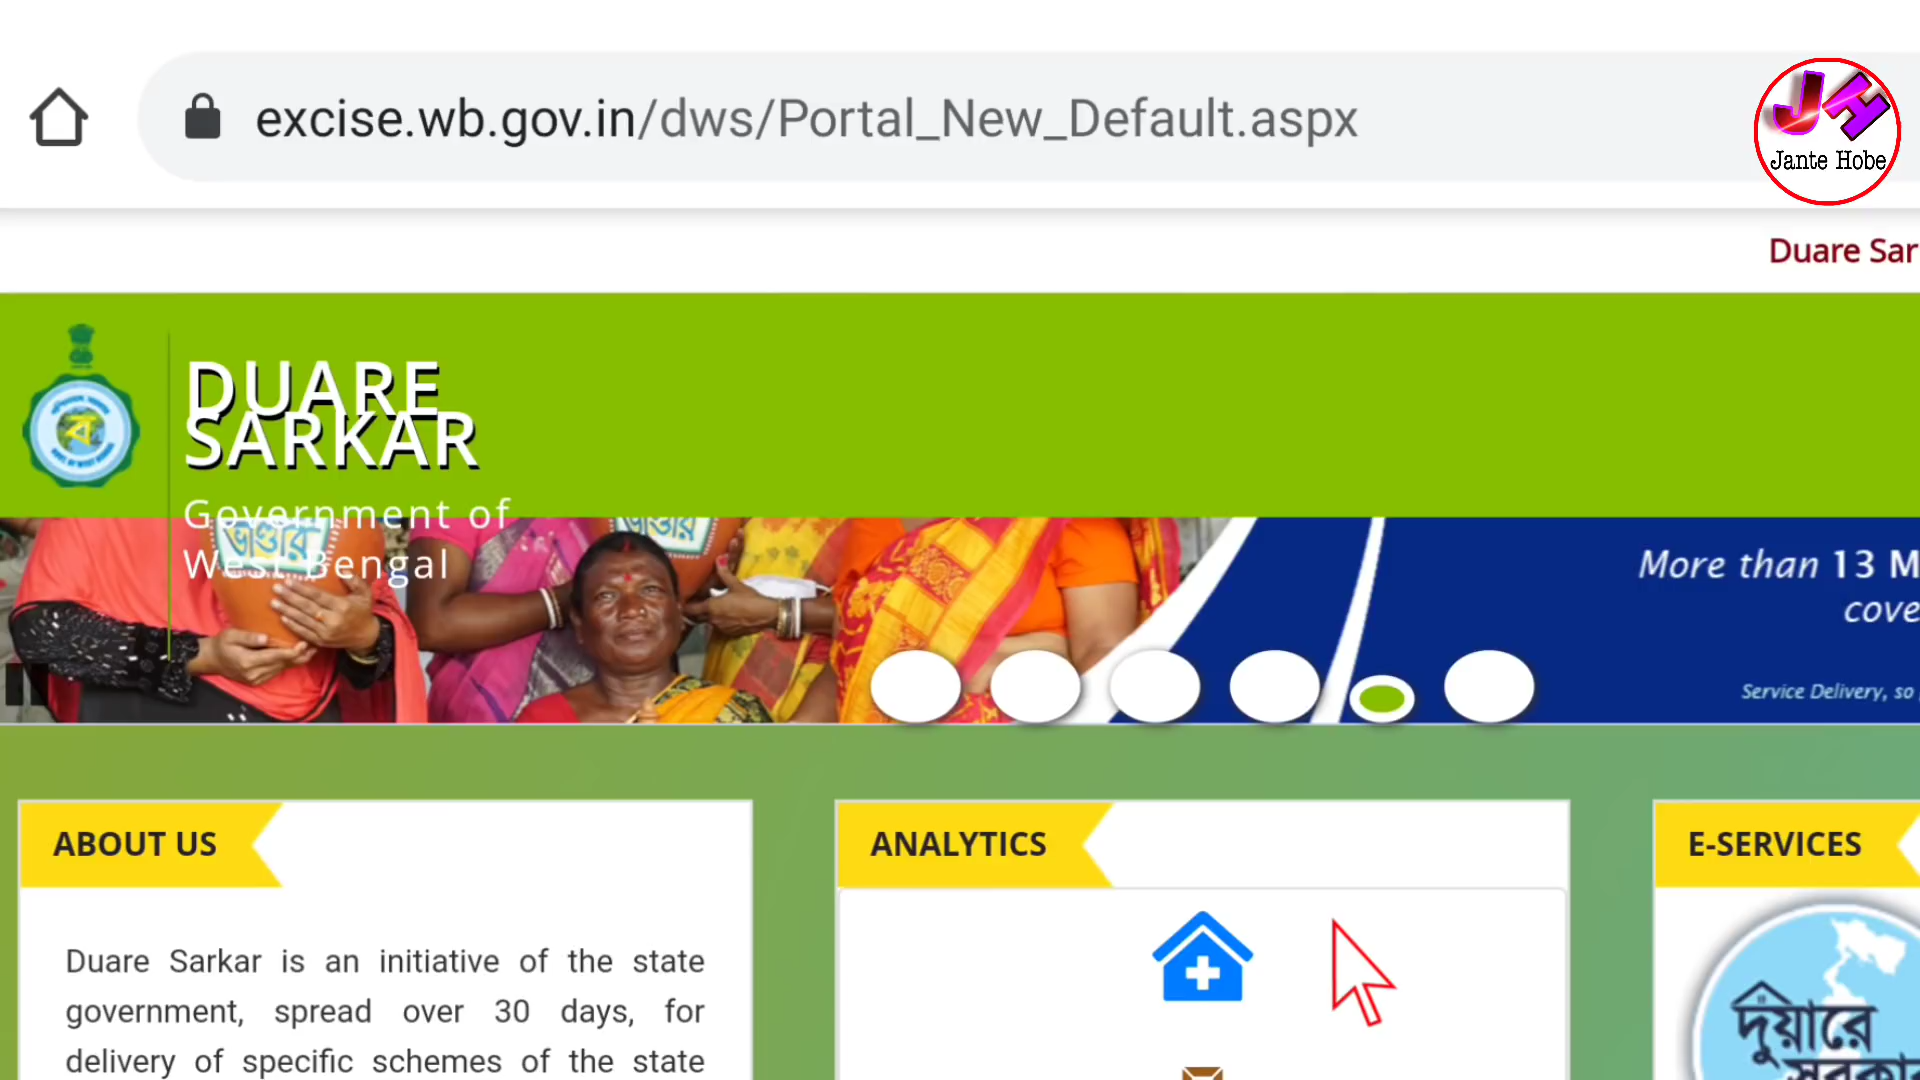 excise.wb.gov.in/dws/Portal_New_Default.aspx
JH
Jante Hobe
Duare Sar
DUARE
SARKAR
Government of
West Bengal
ভাণ্ডার
ভাণ্ডার
More than 13 M
cove
Service Delivery, so
ABOUT US
ANALYTICS
E-SERVICES
Duare Sarkar is an initiative of the state
government, spread over 30 days, for
delivery of specific schemes of the state
দুয়ারে
সরকার